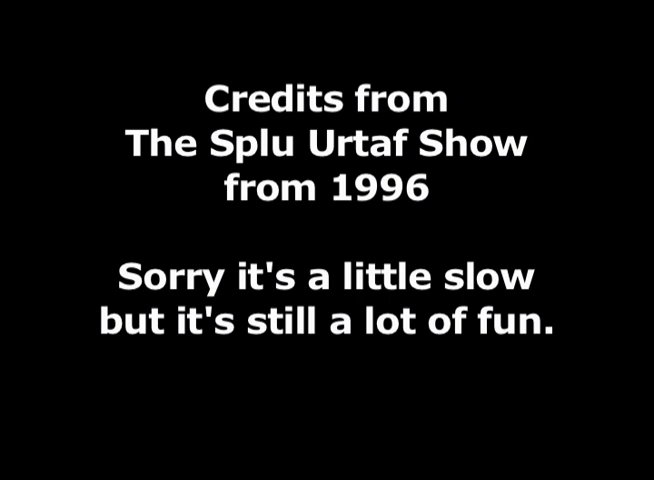 Credits from
The Splu Urtaf Show
from 1996
Sorry it's a little slow
but it's still a lot of fun.